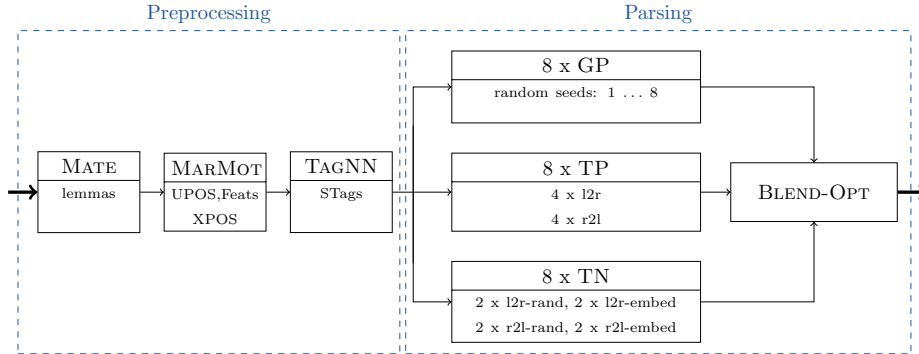 Preprocessing
Parsing
MATE
lemmas
MARMOT
UPOS,Feats
XPOS
TAGNN
STags
8 x GP
random seeds: 1 ... 8
8 x TP
4 x l2r
4 x r2l
8 x TN
2 x l2r-rand, 2 x l2r-embed
2 x r2l-rand, 2 x r2l-embed
BLEND-OPT